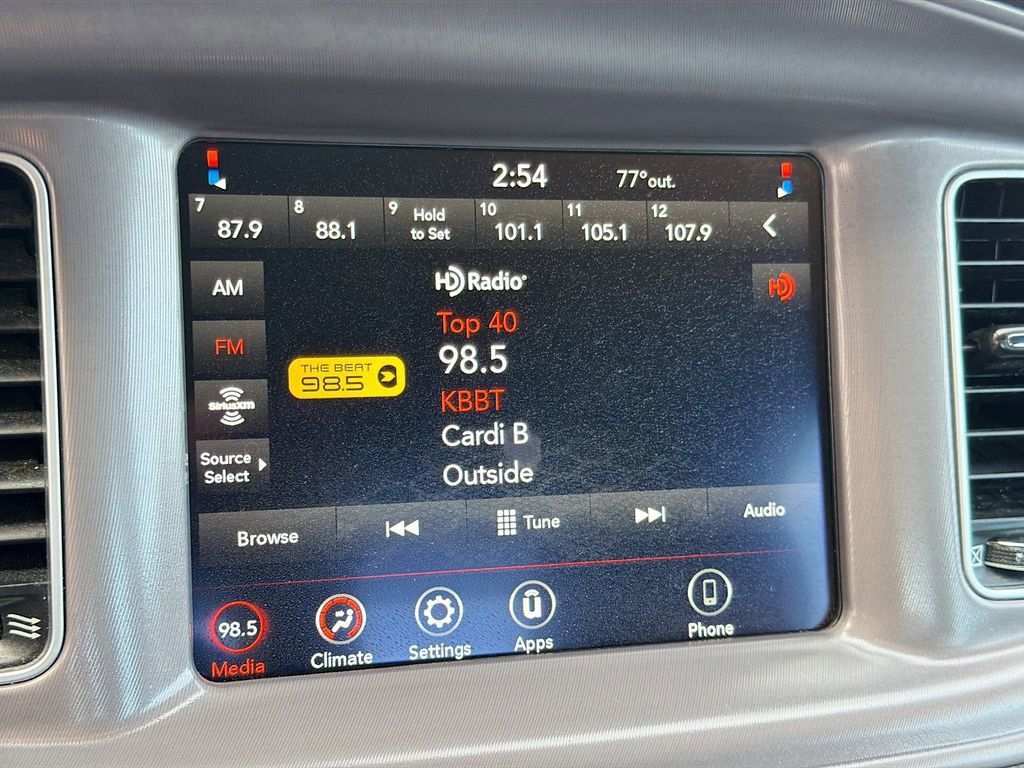 2:54 77°out.
7 87.9 8 88.1 9 Hold to Set 10 101.1 11 105.1 12 107.9
AM
HD Radio
HD
Top 40
FM
98.5
THE BEAT
98.5
KBBT
SiriusXM
Cardi B
Source
Select
Outside
Browse Tune Audio
98.5
Media Climate Settings Apps Phone